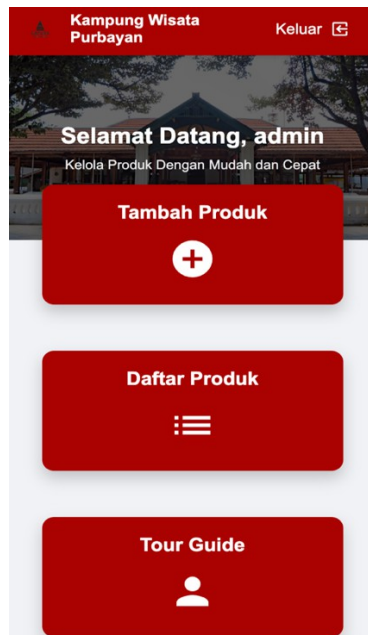 Kampung Wisata
Purbayan
Keluar
Selamat Datang, admin
Kelola Produk Dengan Mudah dan Cepat
Tambah Produk
Daftar Produk
Tour Guide